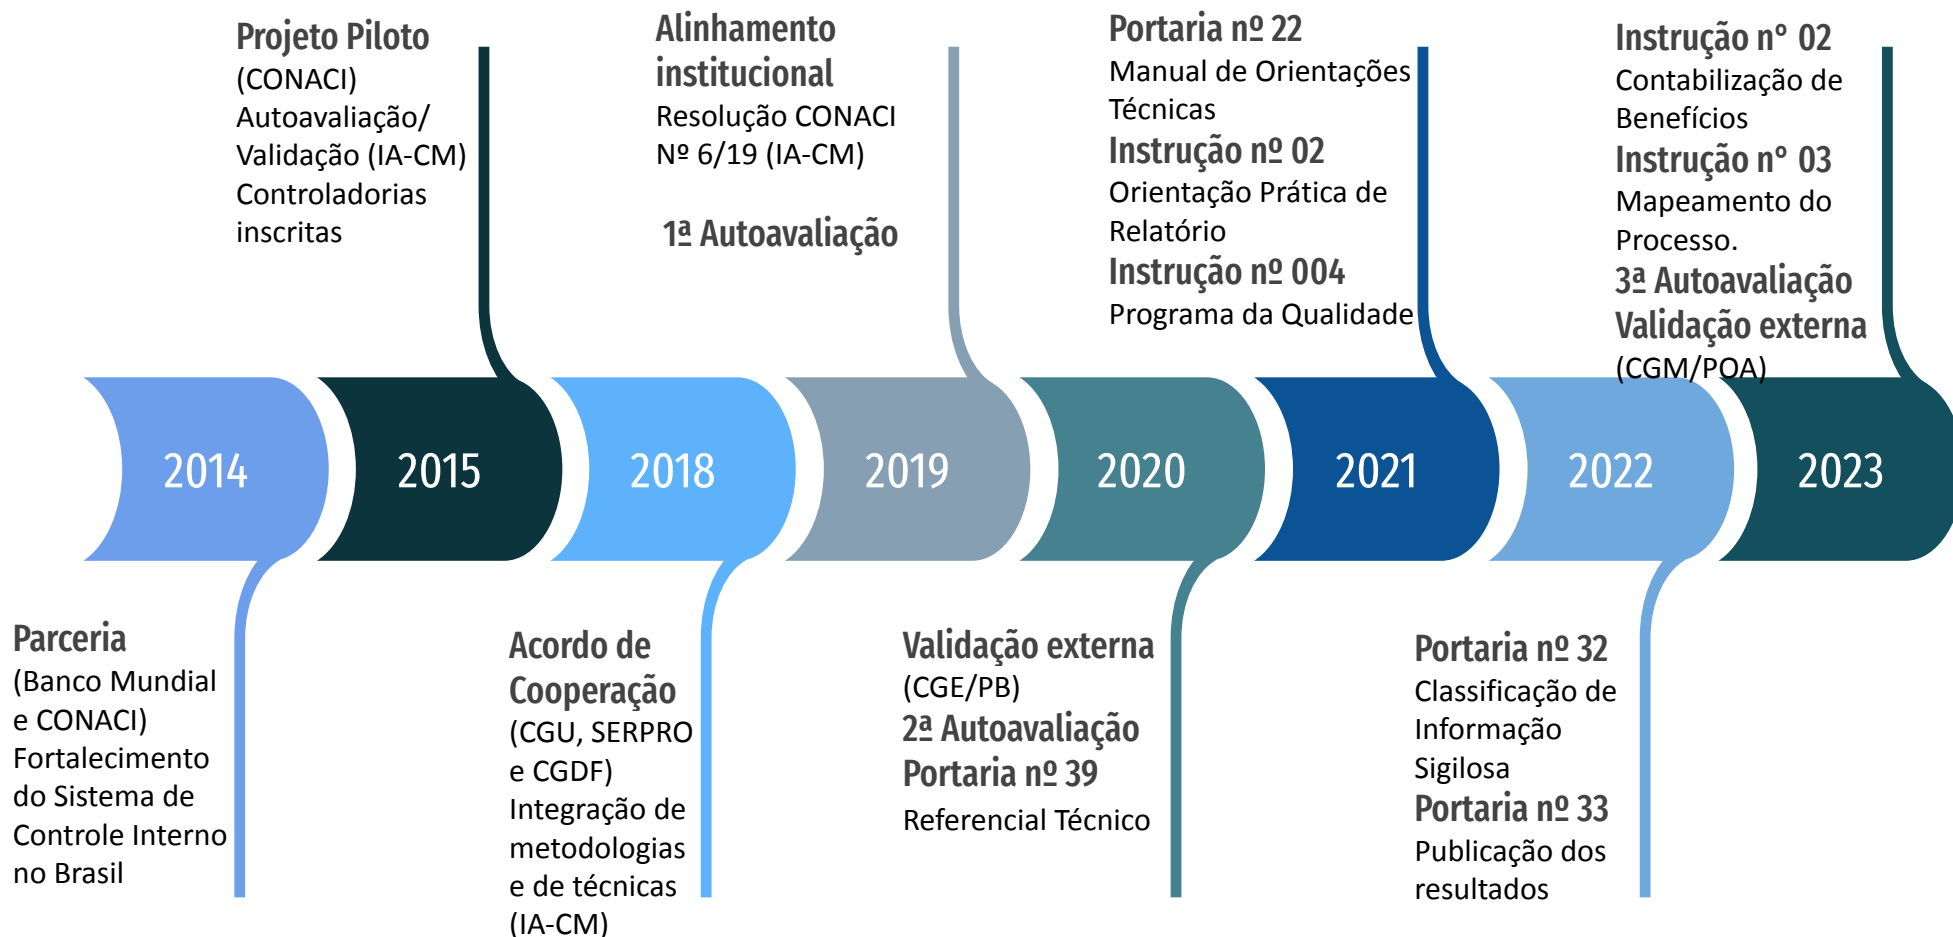 Projeto Piloto
(CONACI)
Autoavaliação/
Validação (IA-CM)
Controladorias
inscritas
Alinhamento
institucional
Resolução CONACI
Nº 6/19 (IA-CM)
1ª Autoavaliação
Portaria nº 22
Manual de Orientações
Técnicas
Instrução nº 02
Orientação Prática de
Relatório
Instrução nº 004
Programa da Qualidade
Instrução n° 02
Contabilização de
Benefícios
Instrução n° 03
Mapeamento do
Processo.
3ª Autoavaliação
Validação externa
(CGM/POA)
2014
2015
2018
2019
2020
2021
2022
2023
Parceria
(Banco Mundial
e CONACI)
Fortalecimento
do Sistema de
Controle Interno
no Brasil
Acordo de
Cooperação
(CGU, SERPRO
e CGDF)
Integração de
metodologias
e de técnicas
(IA-CM)
Validação externa
(CGE/PB)
2ª Autoavaliação
Portaria nº 39
Referencial Técnico
Portaria nº 32
Classificação de
Informação
Sigilosa
Portaria nº 33
Publicação dos
resultados